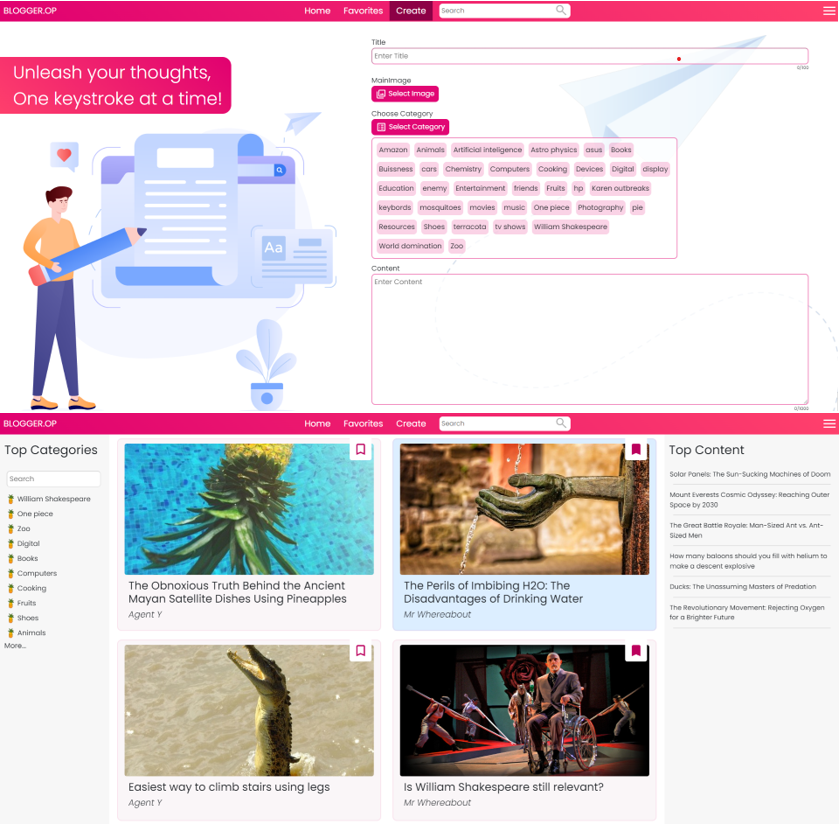 BLOGGER.OP
Home Favorites Create Search
Unleash your thoughts,
One keystroke at a time!
Aa
Title
Enter Title
0/100
MainImage
Select Image
Choose Category
Select Category
Amazon Animals Artificial inteligence Astro physics asus Books
Buissness cars Chemistry Computers Cooking Devices Digital display
Education enemy Entertainment friends Fruits hp Karen outbreaks
keybords mosquitoes movies music One piece Photography pie
Resources Shoes terracota tv shows William Shakespeare
World domination Zoo
Content
Enter Content
BLOGGER.OP
Home Favorites Create Search
Top Categories
Search
William Shakespeare
One piece
Zoo
Digital
Books
Computers
Cooking
Fruits
Shoes
Animals
More...
The Obnoxious Truth Behind the Ancient
Mayan Satellite Dishes Using Pineapples
Agent Y
The Perils of Imbibing H2O: The
Disadvantages of Drinking Water
Mr Whereabout
Easiest way to climb stairs using legs
Agent Y
Is William Shakespeare still relevant?
Mr Whereabout
Top Content
Solar Panels: The Sun-Sucking Machines of Doom
Mount Everests Cosmic Odyssey: Reaching Outer
Space by 2030
The Great Battle Royale: Man-Sized Ant vs. Ant-
Sized Men
How many baloons should you fill with helium to
make a descent explosive
Ducks: The Unassuming Masters of Predation
The Revolutionary Movement: Rejecting Oxygen
for a Brighter Future